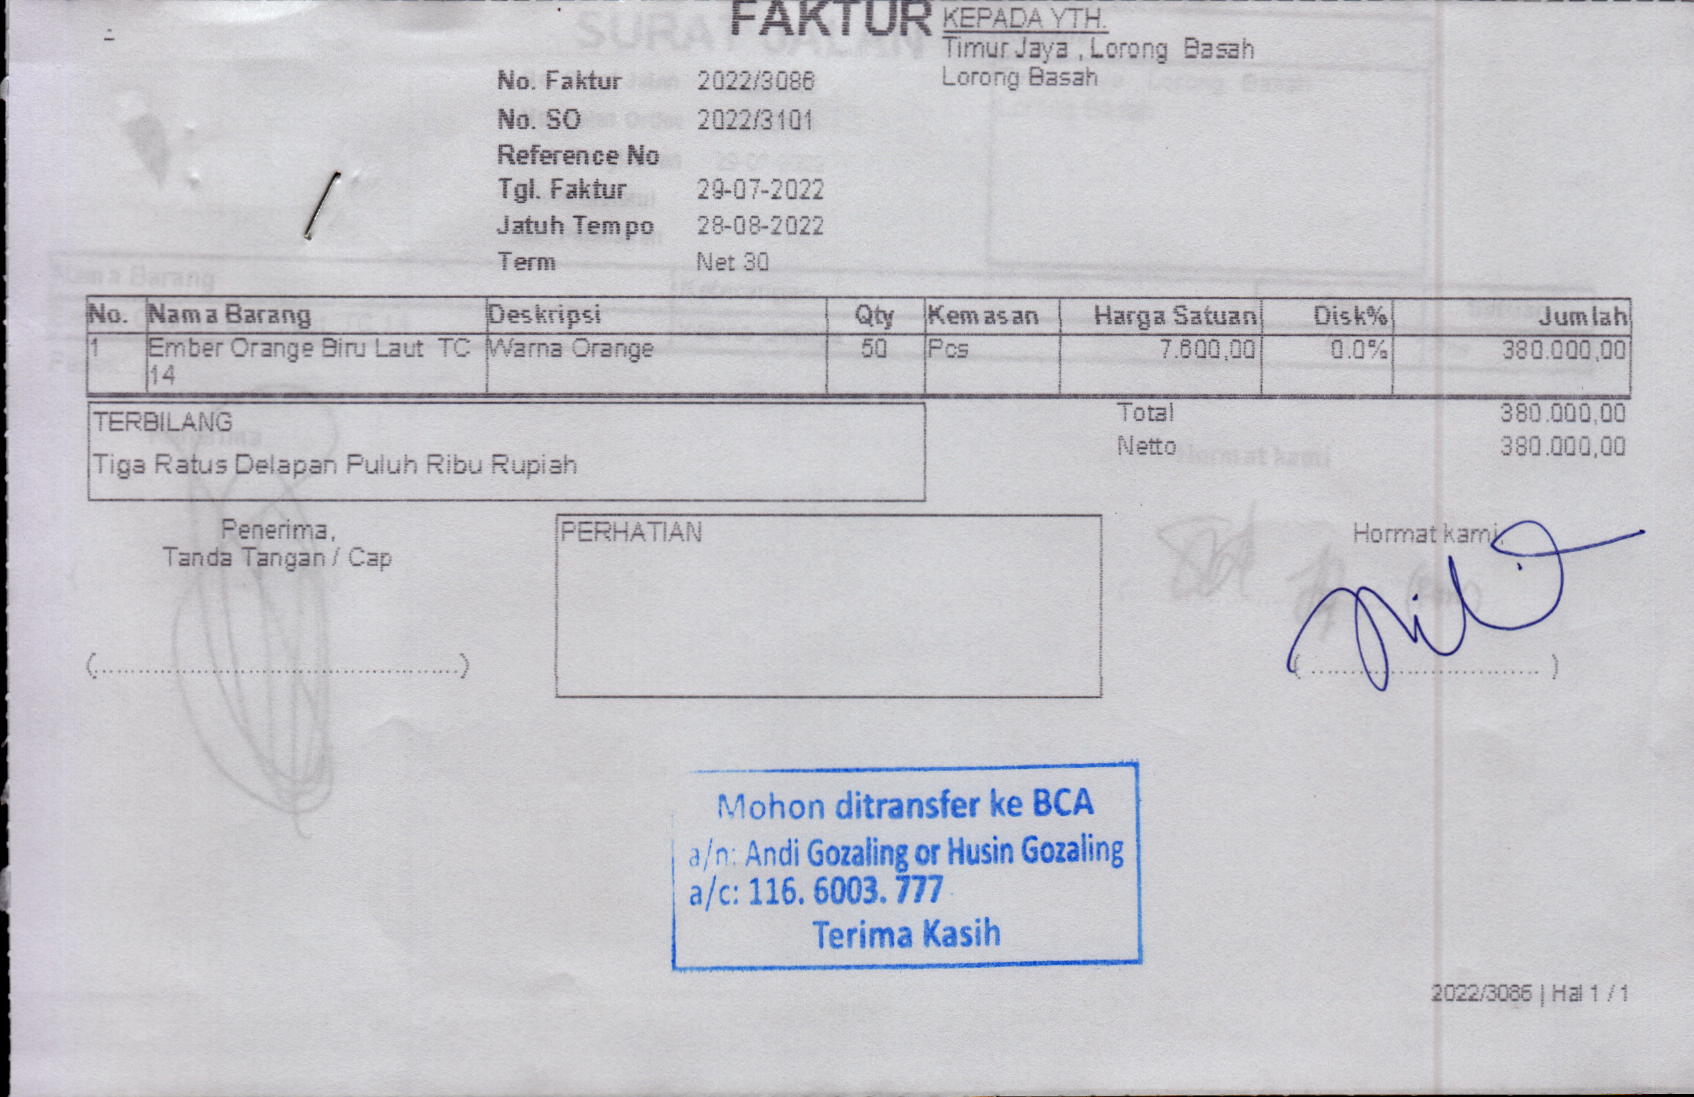 FAKTUR
KEPADA YTH.
Timur Jaya , Lorong Basah
Lorong Basah
No. Faktur 2022/3086
No. SO 2022/3101
Reference No
Tgl. Faktur 29-07-2022
Jatuh Tempo 28-08-2022
Term Net 30
No. Nama Barang Deskripsi Qty Kemasan Harga Satuan Disk% Jumlah
1 Ember Orange Biru Laut TC Warna Orange 50 Pcs 7.600,00 0.0% 380.000,00
14
TERBILANG
Tiga Ratus Delapan Puluh Ribu Rupiah
Total 380.000,00
Netto 380.000,00
Penerima,
Tanda Tangan / Cap
PERHATIAN
Hormat kami,
Mohon ditransfer ke BCA
a/n: Andi Gozaling or Husin Gozaling
a/c: 116. 6003. 777
Terima Kasih
2022/3086 | Hal 1 / 1